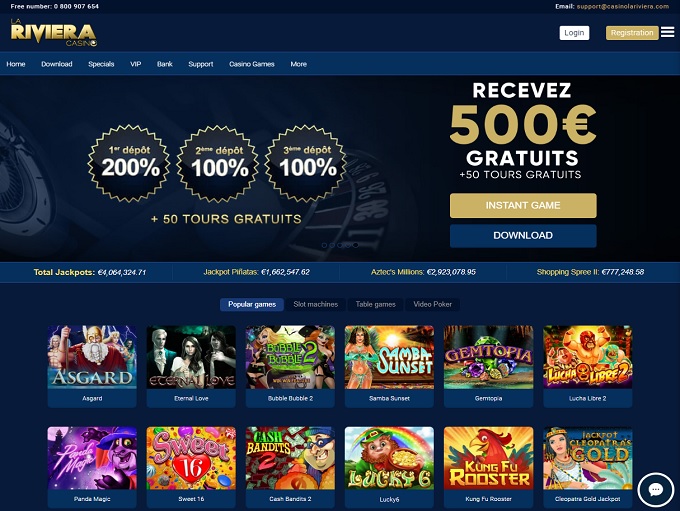 Free number: 0 800 907 654
Email: support@casinolariviera.com
LA
RIVIERA
CASINO
Login
Registration
Home Download Specials VIP Bank Support Casino Games More
1er dépôt
200%
2ème dépôt
100%
3ème dépôt
100%
+ 50 TOURS GRATUITS
RECEVEZ
500€
GRATUITS
+50 TOURS GRATUITS
INSTANT GAME
DOWNLOAD
Total Jackpots: €4,064,324.71
Jackpot Piñatas: €1,662,547.62
Aztec's Millions: €2,923,078.95
Shopping Spree II: €777,248.58
Popular games Slot machines Table games Video Poker
ASGARD
ETERNAL LOVE
BUBBLE BUBBLE 2
SAMBA SUNSET
GEMTOPIA
LUCHA LIBRE 2
Asgard Eternal Love Bubble Bubble 2 Samba Sunset Gemtopia Lucha Libre 2
Panda Magic
Sweet 16
CASH BANDITS 2
LUCKY 6
KUNG FU ROOSTER
JACKPOT CLEOPATRA'S GOLD
Panda Magic Sweet 16 Cash Bandits 2 Lucky6 Kung Fu Rooster Cleopatra Gold Jackpot